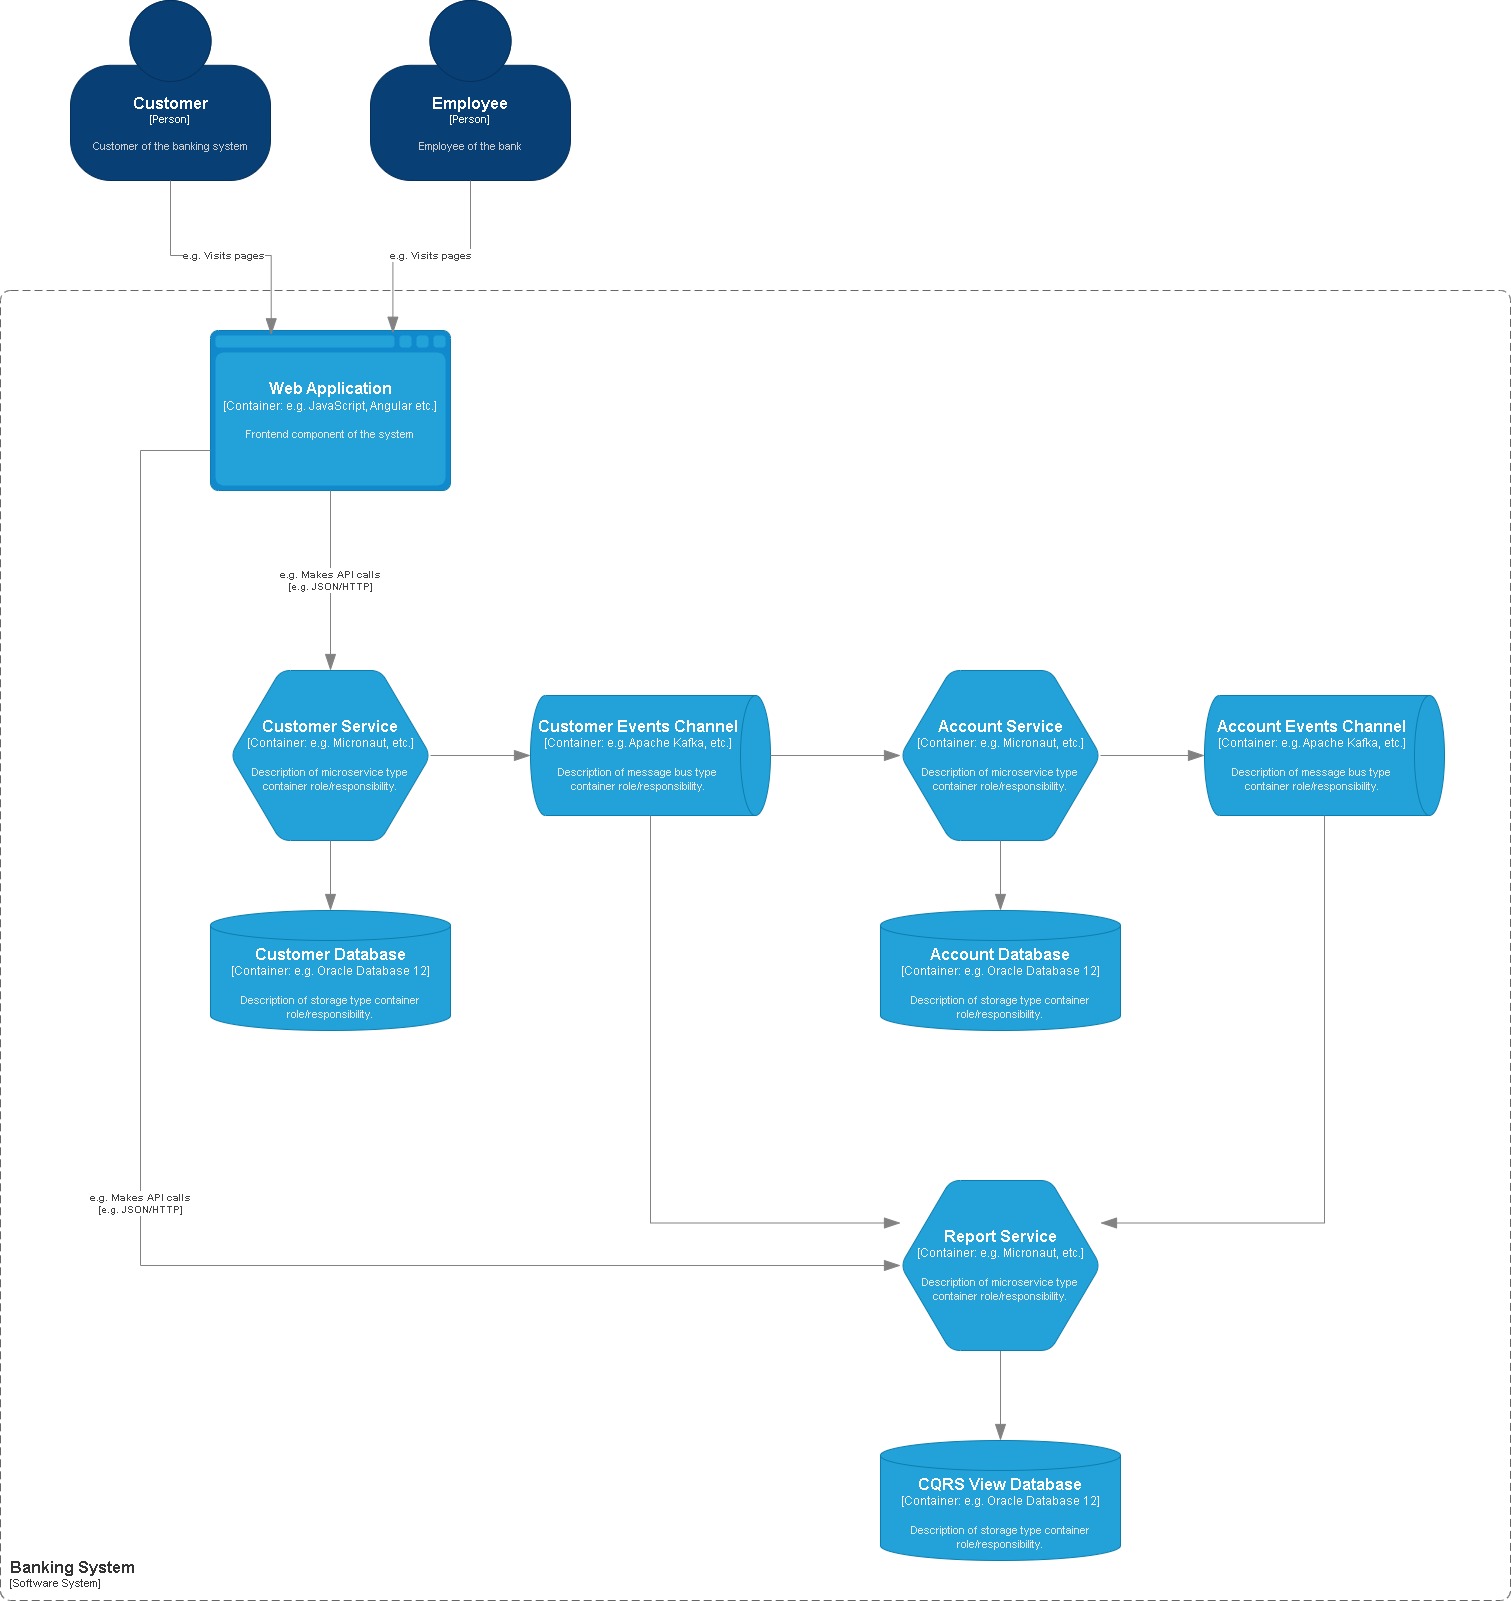 Customer
[Person]
Customer of the banking system
Employee
[Person]
Employee of the bank
e.g. Visits pages
e.g. Visits pages
Web Application
[Container: e.g. JavaScript, Angular etc.]
Frontend component of the system
e.g. Makes API calls
[e.g. JSON/HTTP]
Customer Service
[Container: e.g. Micronaut, etc.]
Description of microservice type
container role/responsibility.
Customer Events Channel
[Container: e.g. Apache Kafka, etc.]
Description of message bus type
container role/responsibility.
Account Service
[Container: e.g. Micronaut, etc.]
Description of microservice type
container role/responsibility.
Account Events Channel
[Container: e.g. Apache Kafka, etc.]
Description of message bus type
container role/responsibility.
Customer Database
[Container: e.g. Oracle Database 12]
Description of storage type container
role/responsibility.
Account Database
[Container: e.g. Oracle Database 12]
Description of storage type container
role/responsibility.
e.g. Makes API calls
[e.g. JSON/HTTP]
Report Service
[Container: e.g. Micronaut, etc.]
Description of microservice type
container role/responsibility.
CQRS View Database
[Container: e.g. Oracle Database 12]
Description of storage type container
role/responsibility.
Banking System
[Software System]